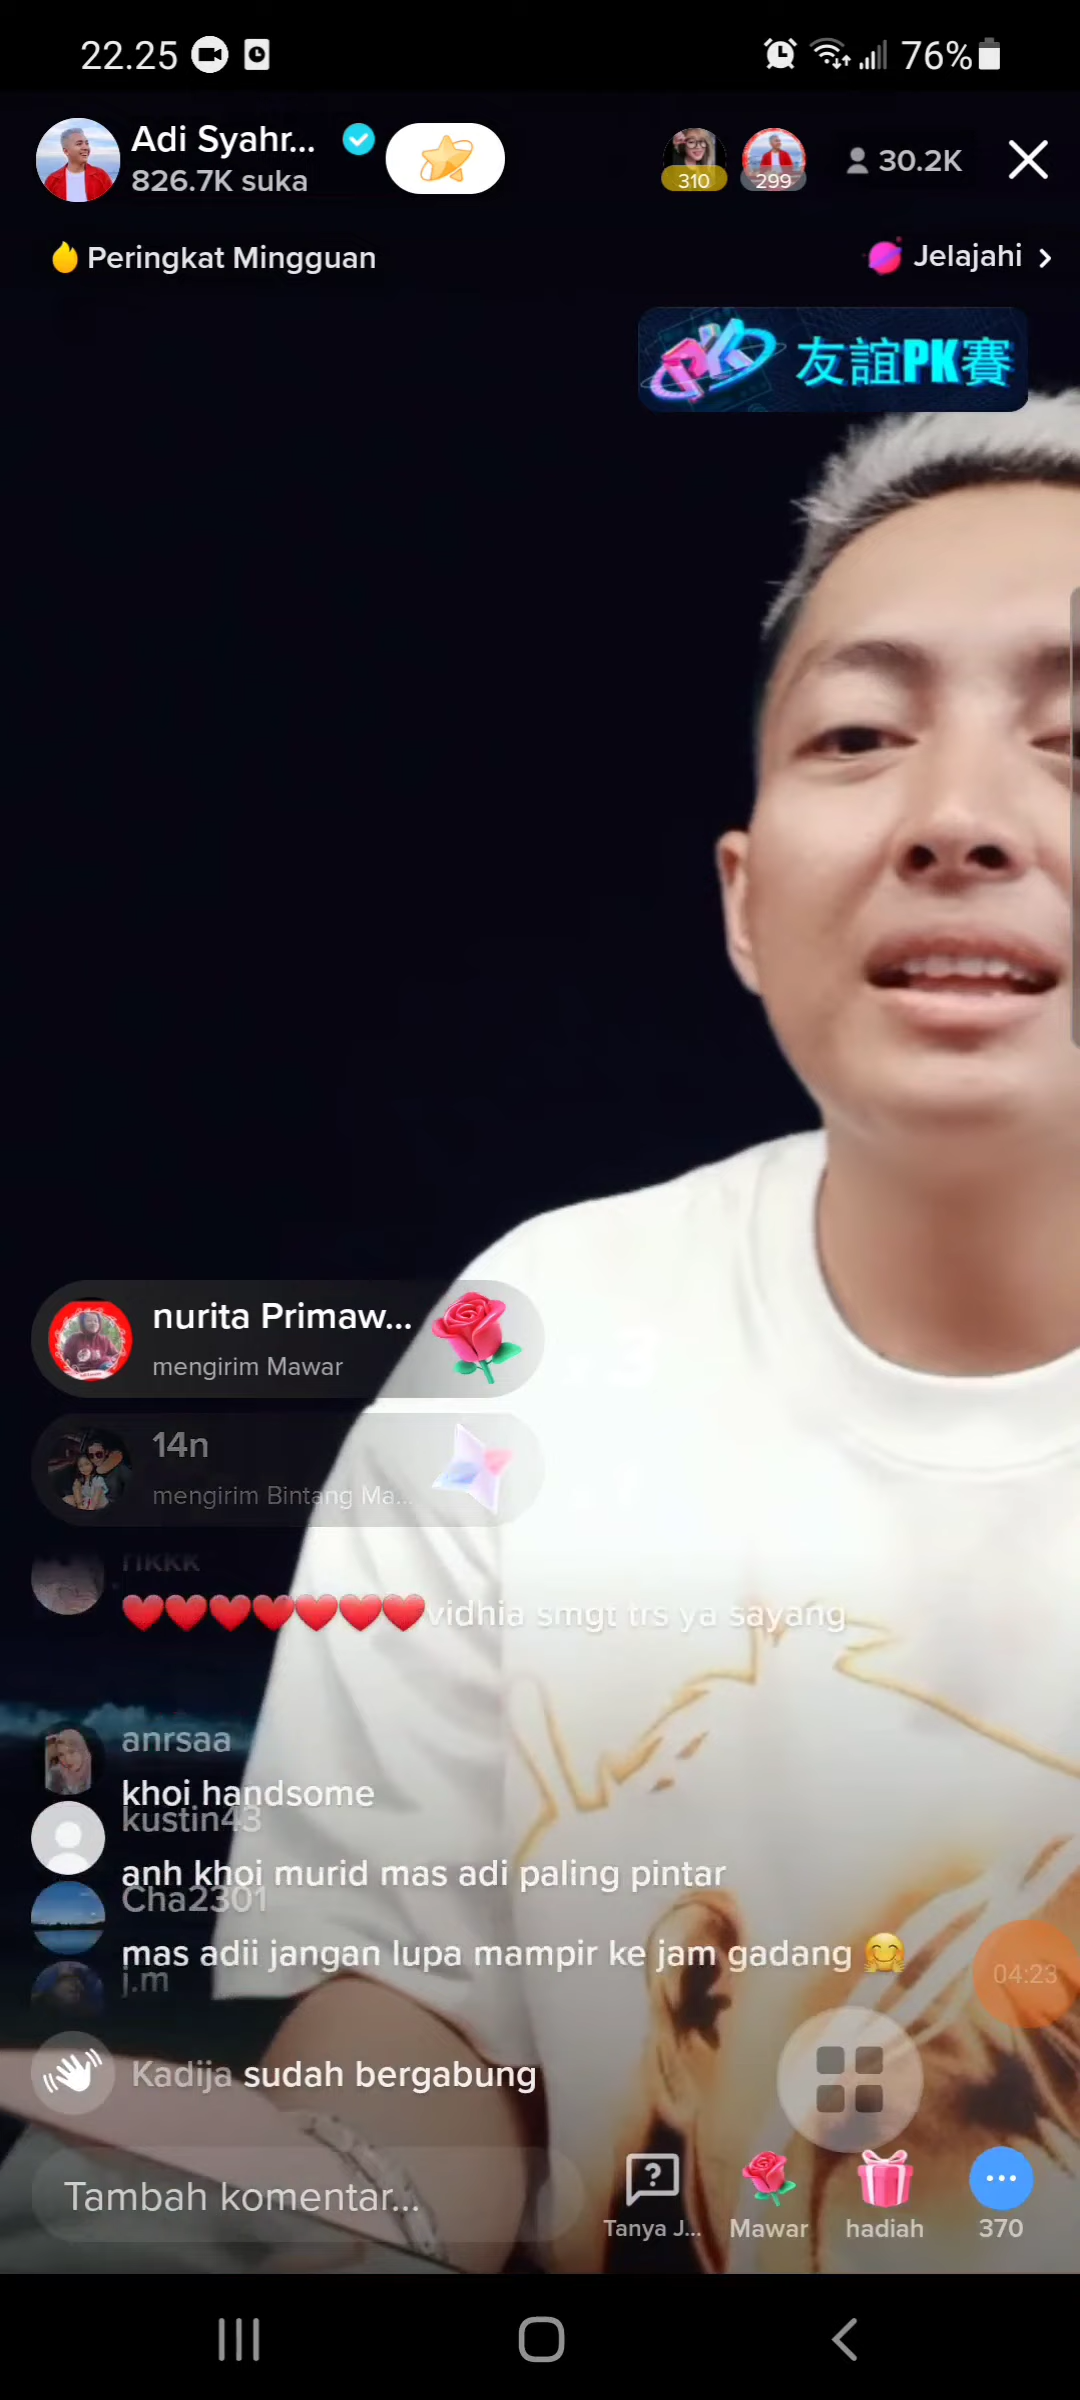 22.25
76%
Adi Syahr...
826.7K suka
310
299
30.2K
Peringkat Mingguan
Jelajahi
PK 友誼PK賽
nurita Primaw...
mengirim Mawar
14n
mengirim Bintang Ma...
rikkk
❤️❤️❤️❤️❤️❤️❤️vidhia smgt trs ya sayang
anrsaa
khoi handsome
kustin43
anh khoi murid mas adi paling pintar
Cha2301
mas adii jangan lupa mampir ke jam gadang 🤗
j.m
04:23
Kadija sudah bergabung
Tambah komentar...
Tanya J...
Mawar
hadiah
370